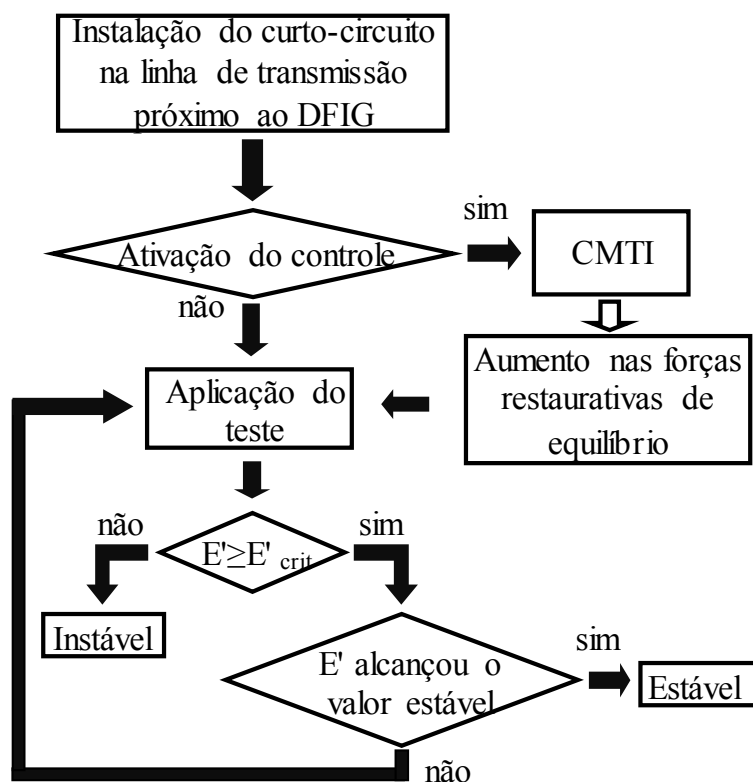 Instalação do curto-circuito
na linha de transmissão
próximo ao DFIG
sim
Ativação do controle
CMTI
não
Aumento nas forças
restaurativas de
equilíbrio
Aplicação do
teste
não
sim
E'≥E' crit
Instável
E' alcançou o
valor estável
sim
Estável
não